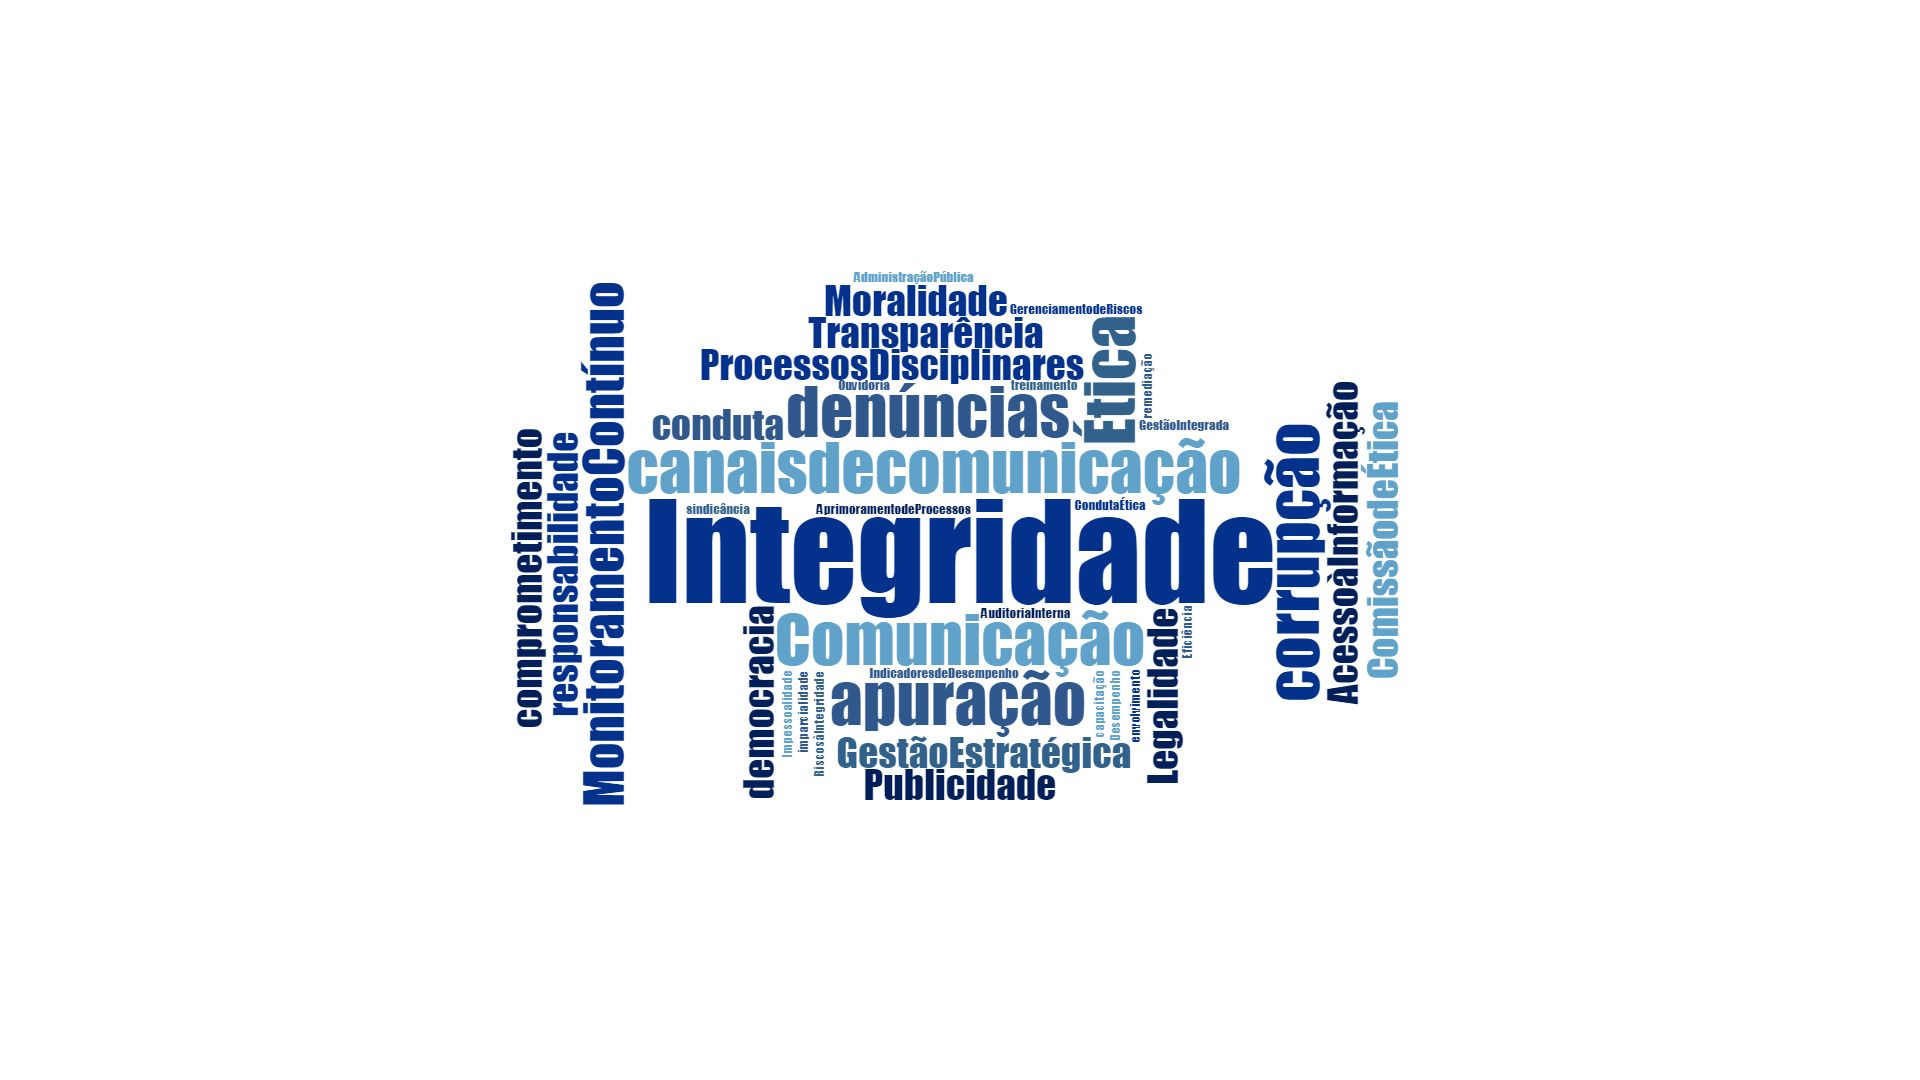 AdministraçãoPública
Moralidade
GerenciamentodeRiscos
Transparência
ProcessosDisciplinares
Ética
Ouvidoria
treinamento
remediação
denúncias
conduta
GestãoIntegrada
canaisdecomunicação
MonitoramentoContínuo
responsabilidade
comprometimento
sindicância
AprimoramentodeProcessos
CondutaÉtica
Integridade
corrupção
AcessoàInformação
ComissãodeÉtica
AuditoriaInterna
Comunicação
democracia
Legalidade
Eficiência
IndicadoresdeDesempenho
apuração
Impessoalidade
imparcialidade
RiscosàIntegridade
capacitação
Desempenho
envolvimento
GestãoEstratégica
Publicidade